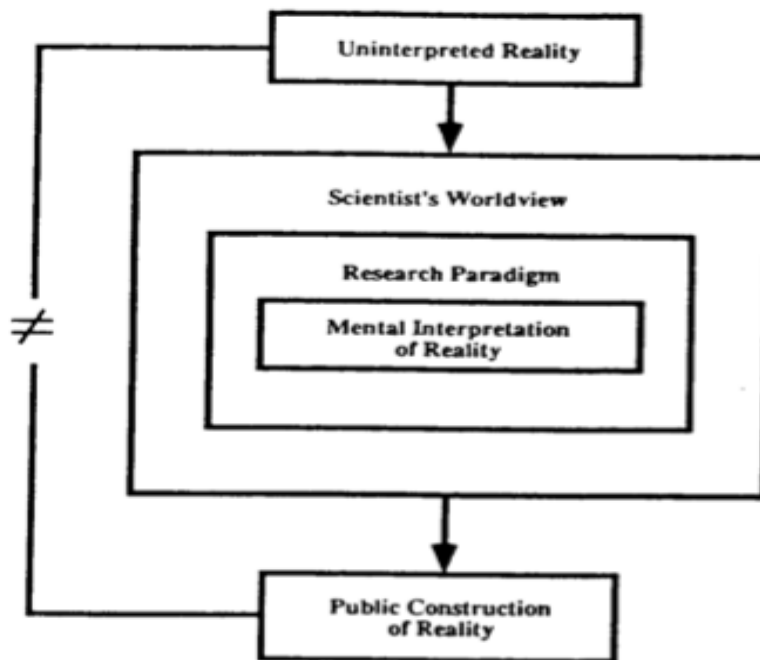 Uninterpreted Reality
Scientist's Worldview
Research Paradigm
Mental Interpretation
of Reality
≠
Public Construction
of Reality